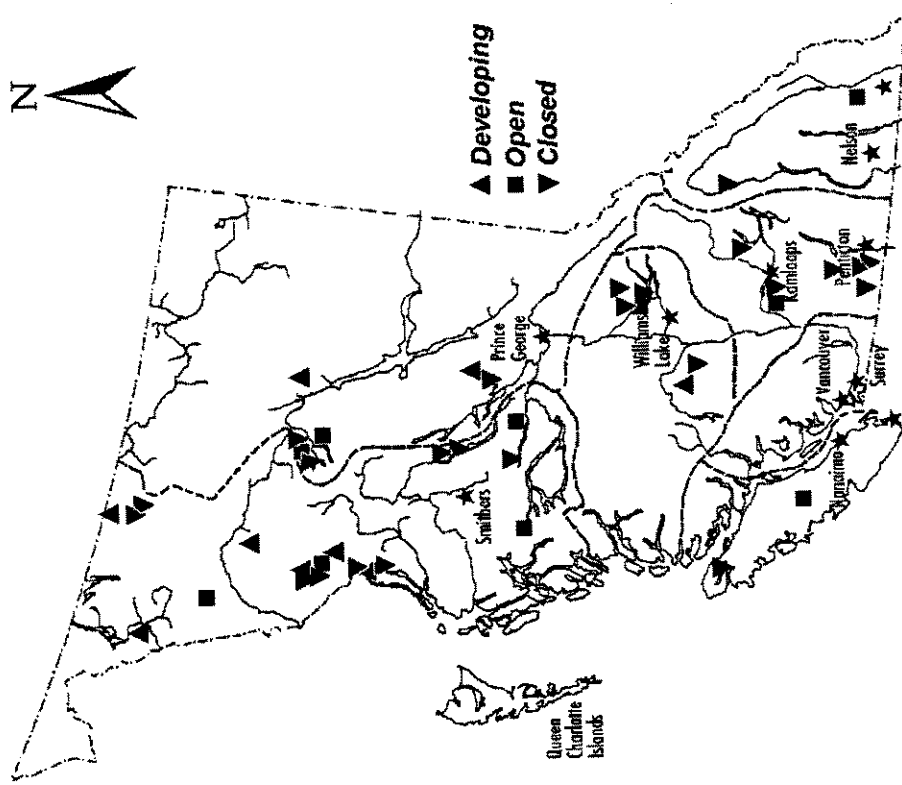 N
Developing
Open
Closed
Prince
George
Smithers
Queen
Charlotte
Islands
Williams
Lake
Kamloops
Vancouver
Surrey
Nanaimo
Penticton
Nelson